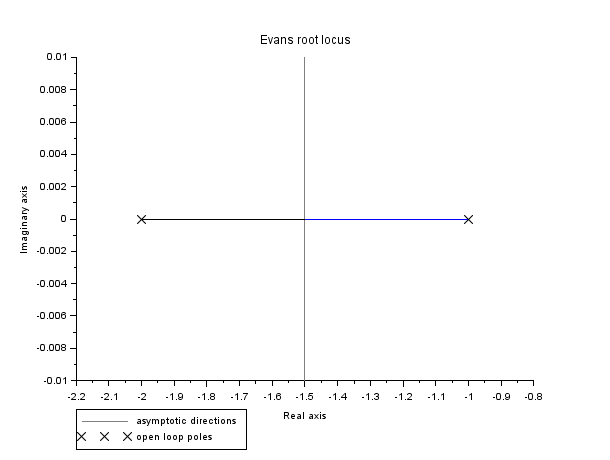 Evans root locus
0.01
0.008
0.006
0.004
0.002
0
-0.002
-0.004
-0.006
-0.008
-0.01
Imaginary axis
-2.2 -2.1 -2 -1.9 -1.8 -1.7 -1.6 -1.5 -1.4 -1.3 -1.2 -1.1 -1 -0.9 -0.8
Real axis
asymptotic directions
open loop poles